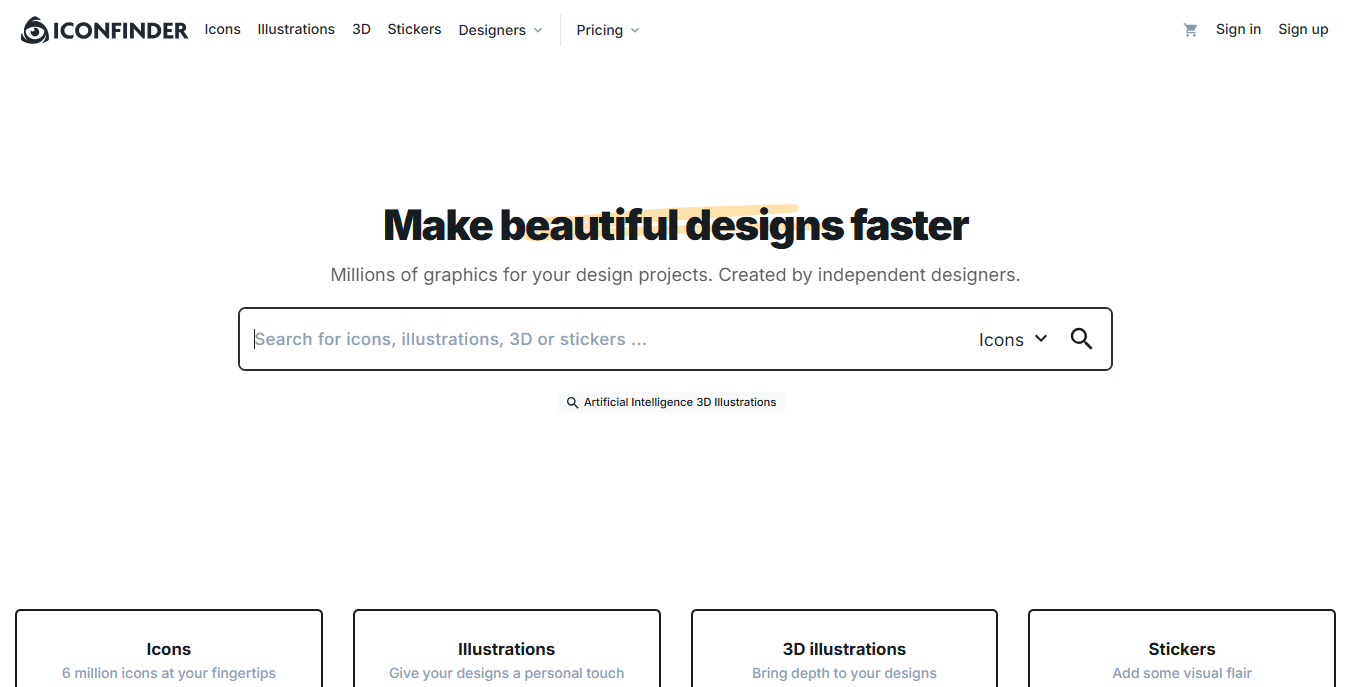 ICONFINDER Icons Illustrations 3D Stickers Designers Pricing Sign in Sign up
Make beautiful designs faster
Millions of graphics for your design projects. Created by independent designers.
Search for icons, illustrations, 3D or stickers ... Icons
Artificial Intelligence 3D Illustrations
Icons Illustrations 3D illustrations Stickers
6 million icons at your fingertips Give your designs a personal touch Bring depth to your designs Add some visual flair